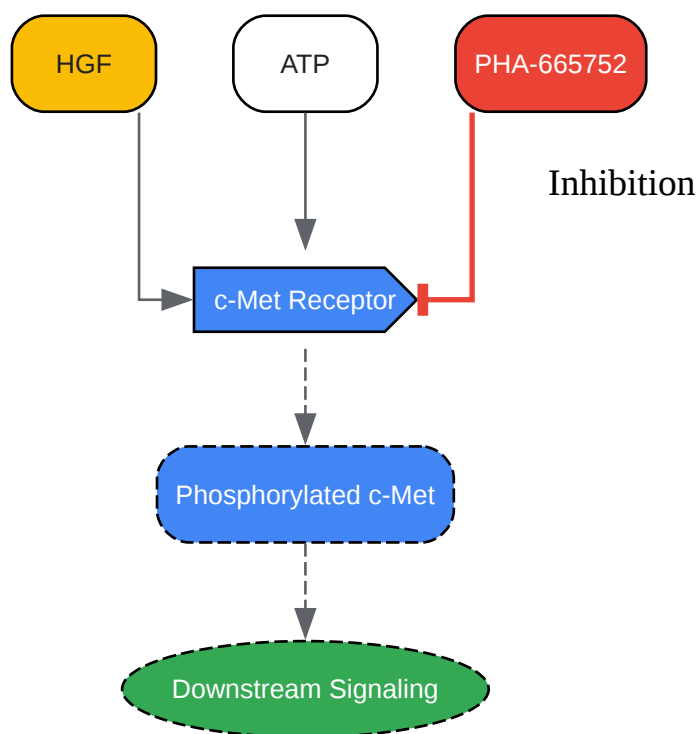 HGF
ATP
PHA-665752
Inhibition
c-Met Receptor
Phosphorylated c-Met
Downstream Signaling